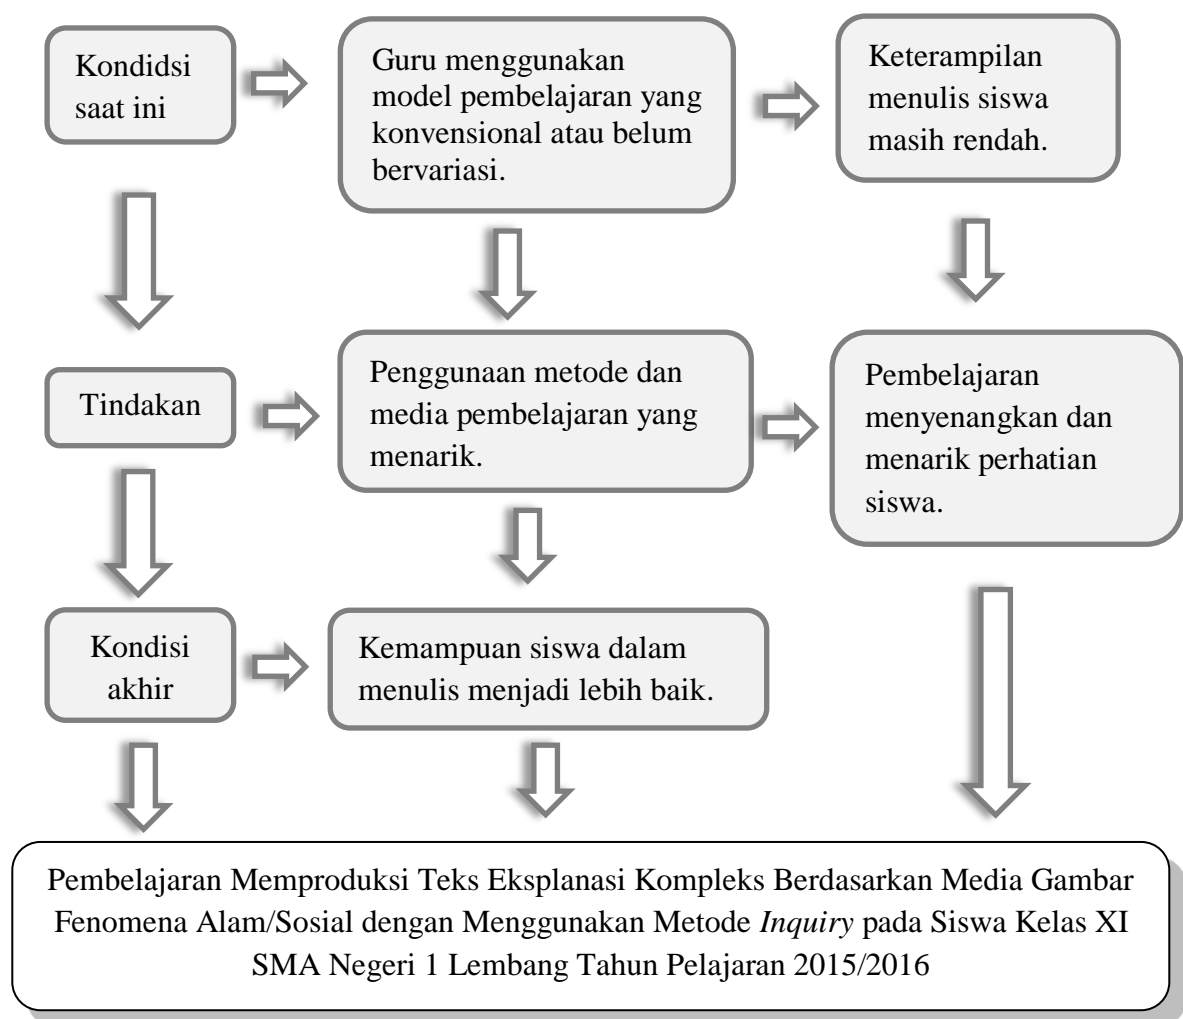 Kondidsi
saat ini
Guru menggunakan
model pembelajaran yang
konvensional atau belum
bervariasi.
Keterampilan
menulis siswa
masih rendah.
Tindakan
Penggunaan metode dan
media pembelajaran yang
menarik.
Pembelajaran
menyenangkan dan
menarik perhatian
siswa.
Kondisi
akhir
Kemampuan siswa dalam
menulis menjadi lebih baik.
Pembelajaran Memproduksi Teks Eksplanasi Kompleks Berdasarkan Media Gambar
Fenomena Alam/Sosial dengan Menggunakan Metode Inquiry pada Siswa Kelas XI
SMA Negeri 1 Lembang Tahun Pelajaran 2015/2016